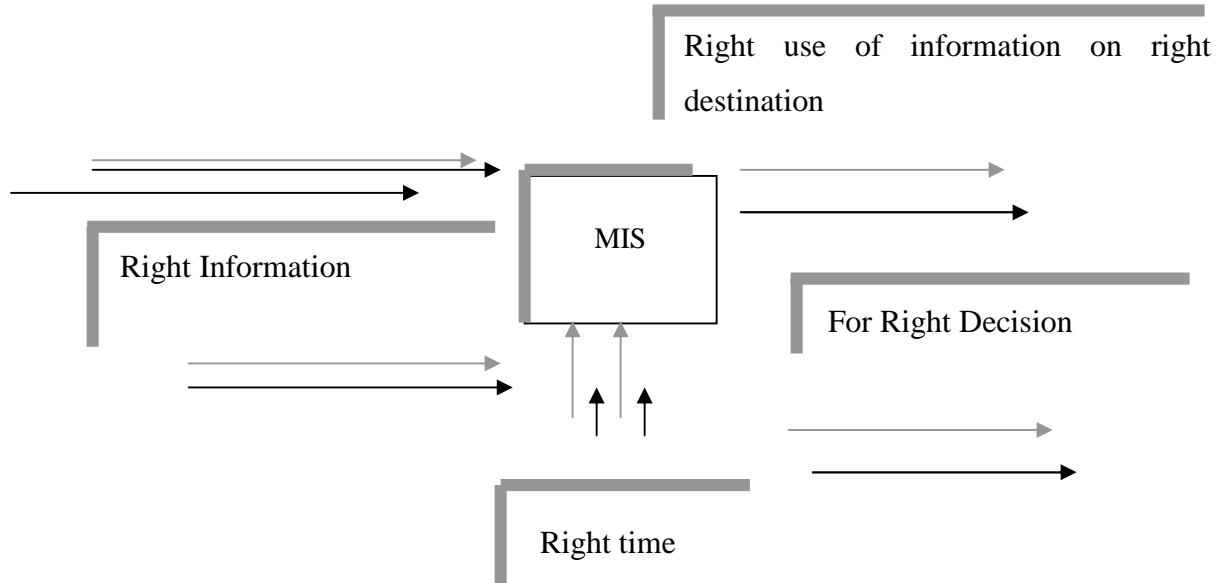 Right use of information on right
destination
MIS
Right Information
For Right Decision
Right time